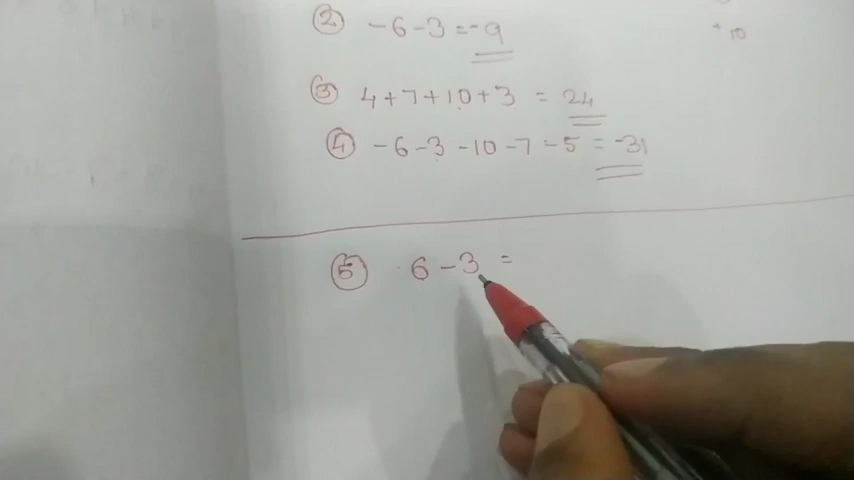 ② -6-3 = -9
+ 10
③ 4+7+10+3 = 24
④ -6-3-10-7-5 = -31
⑤ 6-3 =